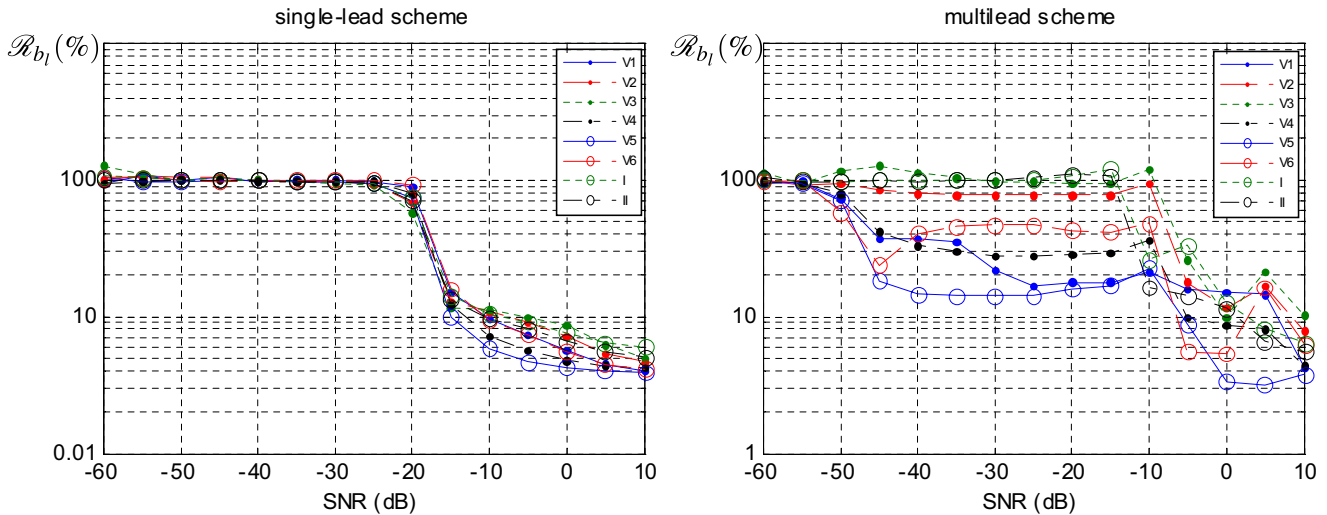 single-lead scheme
ℛ_{b_l}(%)
V1
V2
V3
V4
V5
V6
I
II
100
10
0.01
-60
-50
-40
-30
-20
-10
0
10
SNR (dB)
multilead scheme
ℛ_{b_l}(%)
V1
V2
V3
V4
V5
V6
I
II
100
10
1
-60
-50
-40
-30
-20
-10
0
10
SNR (dB)